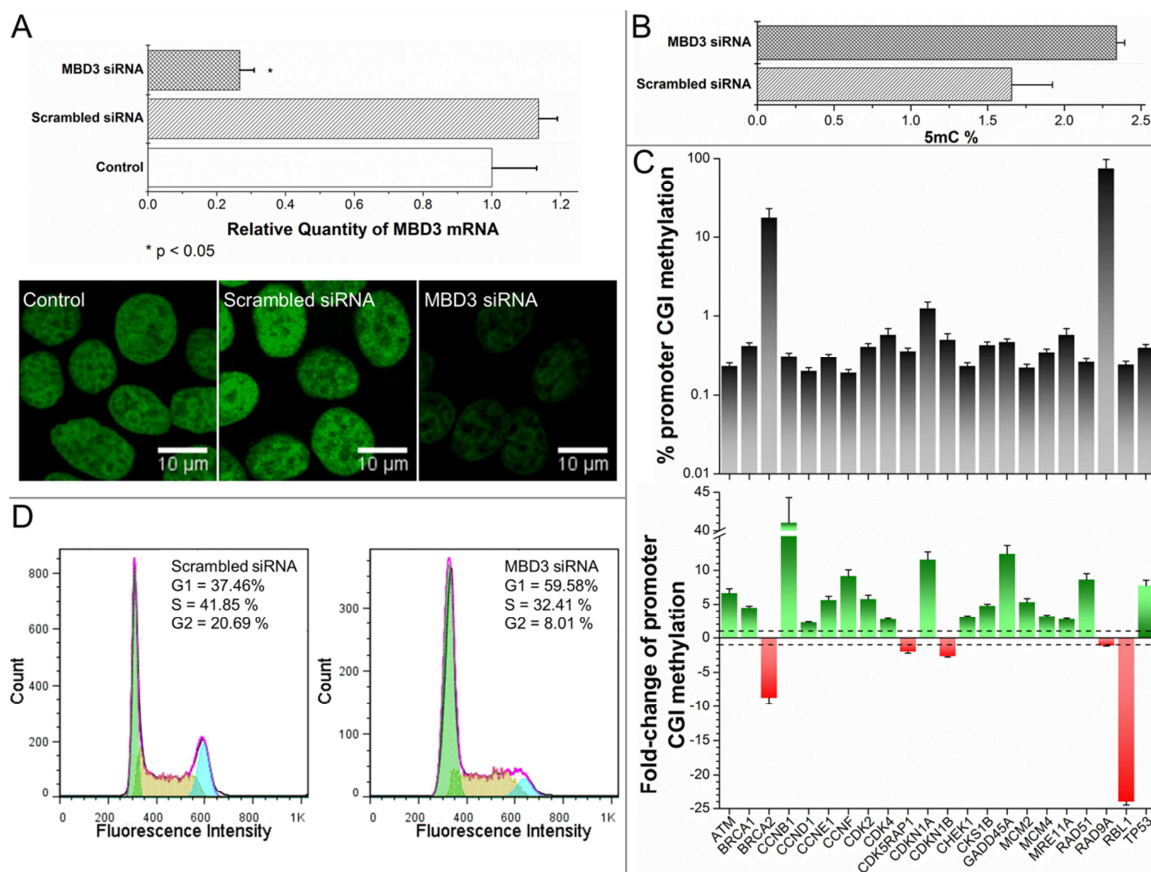 A
MBD3 siRNA
*
Scrambled siRNA
Control
0.0 0.2 0.4 0.6 0.8 1.0 1.2
Relative Quantity of MBD3 mRNA
* p < 0.05
Control
Scrambled siRNA
MBD3 siRNA
10 µm
10 µm
10 µm
B
MBD3 siRNA
Scrambled siRNA
0.0 0.5 1.0 1.5 2.0 2.5
5mC %
C
% promoter CGI methylation
100
10
1
0.1
0.01
Fold-change of promoter
CGI methylation
45
40
10
5
0
-5
-10
-15
-20
-25
ATM
BRCA1
BRCA2
CCNB1
CCND1
CCNE1
CCNF
CDK2
CDK4
CDK5RAP1
CDKN1A
CDKN1B
CHEK1
CKS1B
GADD45A
MCM2
MCM4
MRE11A
RAD51
RAD9A
RBL1
TP53
D
Scrambled siRNA
G1 = 37.46%
S = 41.85 %
G2 = 20.69 %
Count
800
600
400
200
0
0 200 400 600 800 1K
Fluorescence Intensity
MBD3 siRNA
G1 = 59.58%
S = 32.41 %
G2 = 8.01 %
Count
300
200
100
0
0 200 400 600 800 1K
Fluorescence Intensity